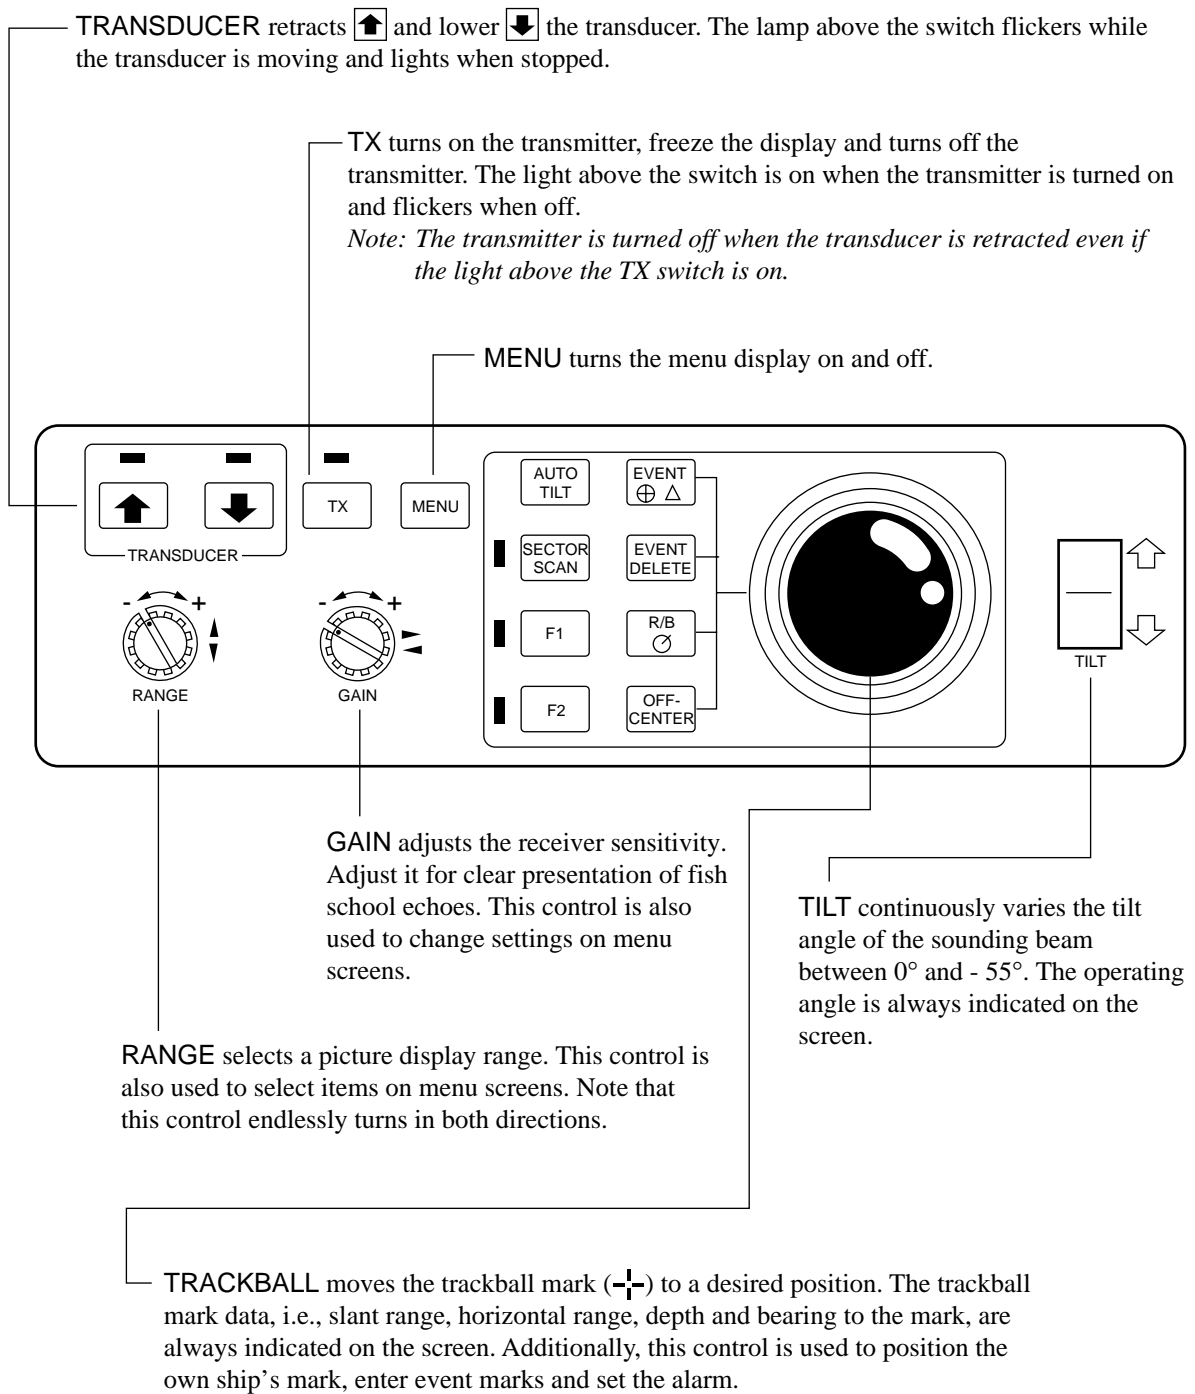 TRANSDUCER retracts and lower the transducer. The lamp above the switch flickers while
the transducer is moving and lights when stopped.
TX turns on the transmitter, freeze the display and turns off the
transmitter. The light above the switch is on when the transmitter is turned on
and flickers when off.
Note: The transmitter is turned off when the transducer is retracted even if
the light above the TX switch is on.
MENU turns the menu display on and off.
TRANSDUCER
TX
MENU
- +
RANGE
- +
GAIN
AUTO
TILT
SECTOR
SCAN
F1
F2
EVENT
EVENT
DELETE
R/B
OFF-
CENTER
TILT
GAIN adjusts the receiver sensitivity.
Adjust it for clear presentation of fish
school echoes. This control is also
used to change settings on menu
screens.
TILT continuously varies the tilt
angle of the sounding beam
between 0° and - 55°. The operating
angle is always indicated on the
screen.
RANGE selects a picture display range. This control is
also used to select items on menu screens. Note that
this control endlessly turns in both directions.
TRACKBALL moves the trackball mark ( ) to a desired position. The trackball
mark data, i.e., slant range, horizontal range, depth and bearing to the mark, are
always indicated on the screen. Additionally, this control is used to position the
own ship's mark, enter event marks and set the alarm.